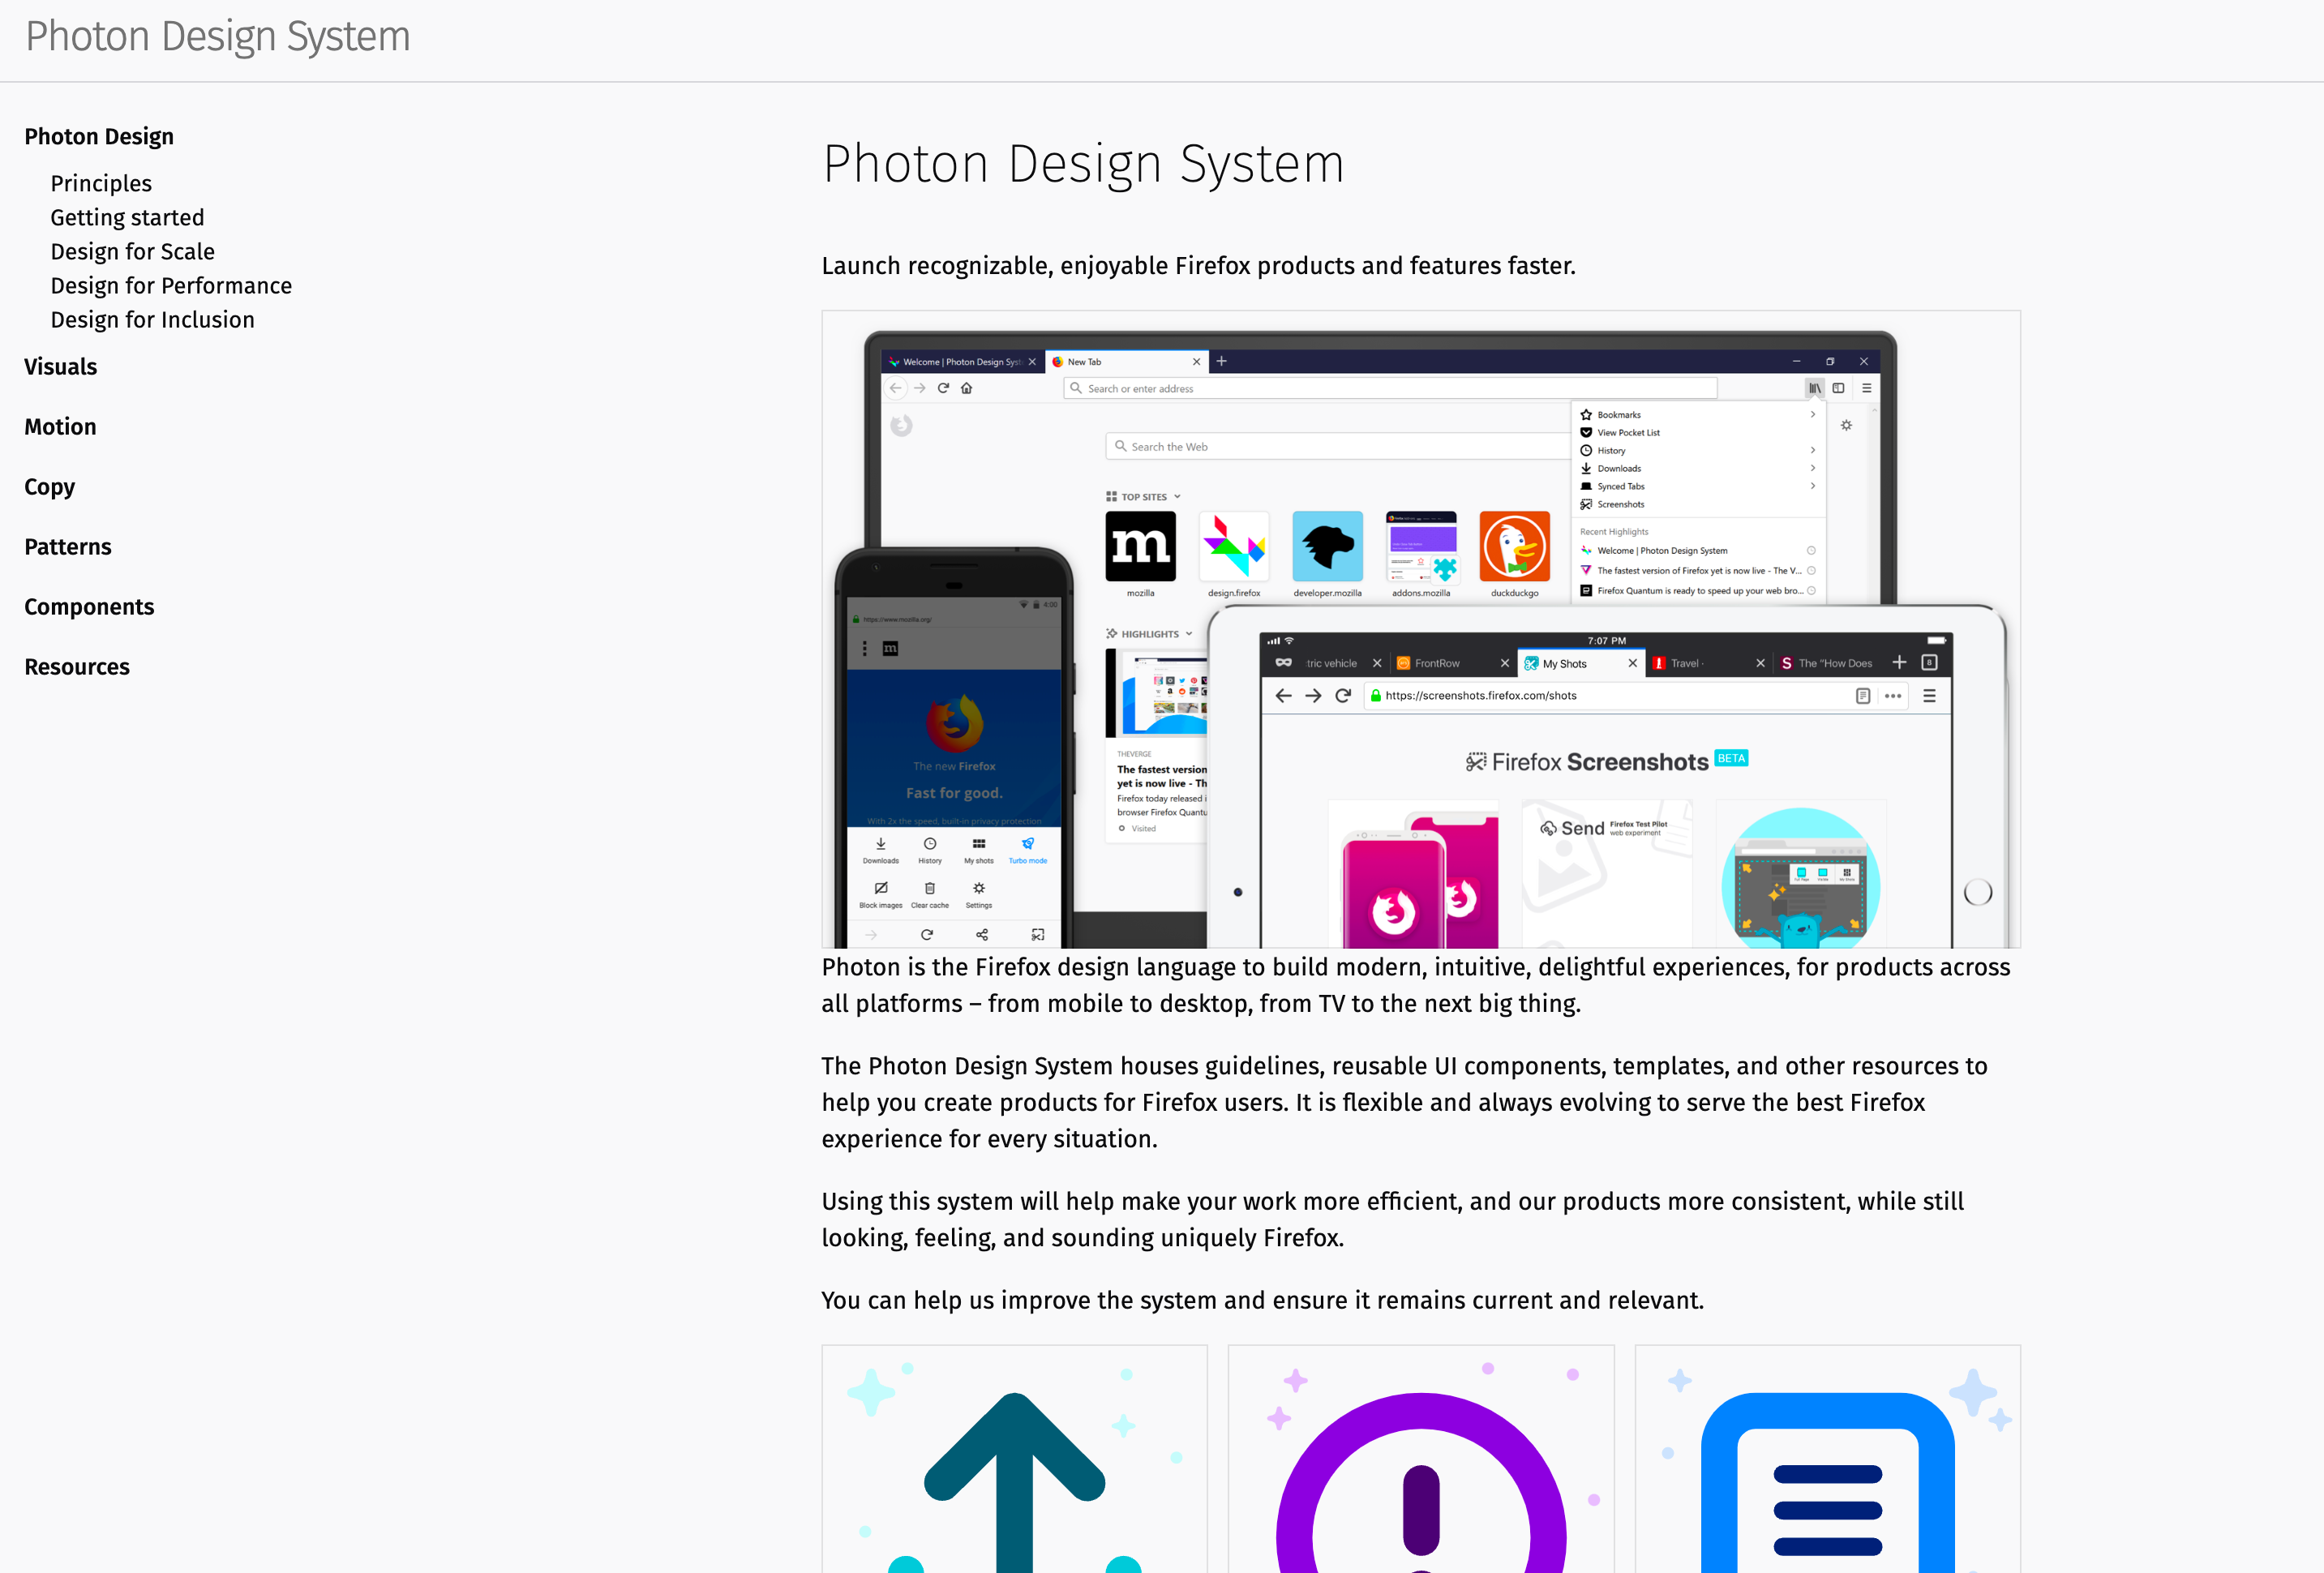 Photon Design System
Photon Design
Principles
Getting started
Design for Scale
Design for Performance
Design for Inclusion
Visuals
Motion
Copy
Patterns
Components
Resources
Photon Design System
Launch recognizable, enjoyable Firefox products and features faster.
Welcome | Photon Design Syst
New Tab
Search or enter address
Bookmarks
View Pocket List
History
Downloads
Synced Tabs
Screenshots
Recent Highlights
Welcome | Photon Design System
The fastest version of Firefox yet is now live - The V...
Firefox Quantum is ready to speed up your web bro...
Search the Web
TOP SITES
m
mozilla
design.firefox
developer.mozilla
addons.mozilla
duckduckgo
HIGHLIGHTS
THEVERGE
The fastest version
yet is now live - Th
Firefox today released i
browser Firefox Quantu
Visited
4:00
https://www.mozilla.org/
m
The new Firefox
Fast for good.
With 2x the speed, built-in privacy protection
Downloads
History
My shots
Turbo mode
Block images
Clear cache
Settings
7:07 PM
tric vehicle
FrontRow
My Shots
Travel ·
S The "How Does
8
https://screenshots.firefox.com/shots
Firefox Screenshots BETA
Send Firefox Test Pilot
web experiment
Photon is the Firefox design language to build modern, intuitive, delightful experiences, for products across
all platforms – from mobile to desktop, from TV to the next big thing.
The Photon Design System houses guidelines, reusable UI components, templates, and other resources to
help you create products for Firefox users. It is flexible and always evolving to serve the best Firefox
experience for every situation.
Using this system will help make your work more efficient, and our products more consistent, while still
looking, feeling, and sounding uniquely Firefox.
You can help us improve the system and ensure it remains current and relevant.